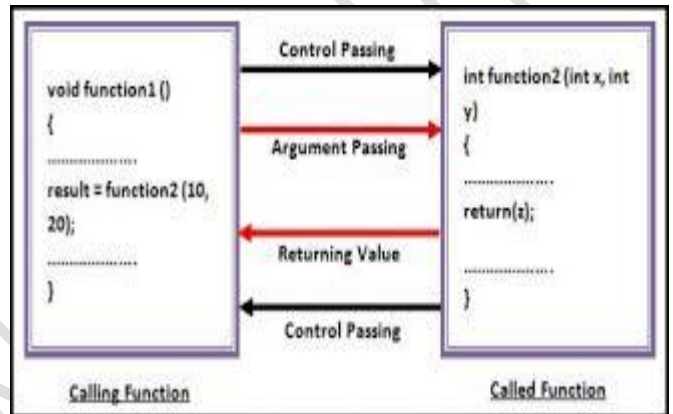 void function1 ()
{
.....................
result = function2 (10,
20);
.....................
}
Calling Function
Control Passing
Argument Passing
Returning Value
Control Passing
int function2 (int x, int
y)
{
.....................
return(z);
.....................
}
Called Function